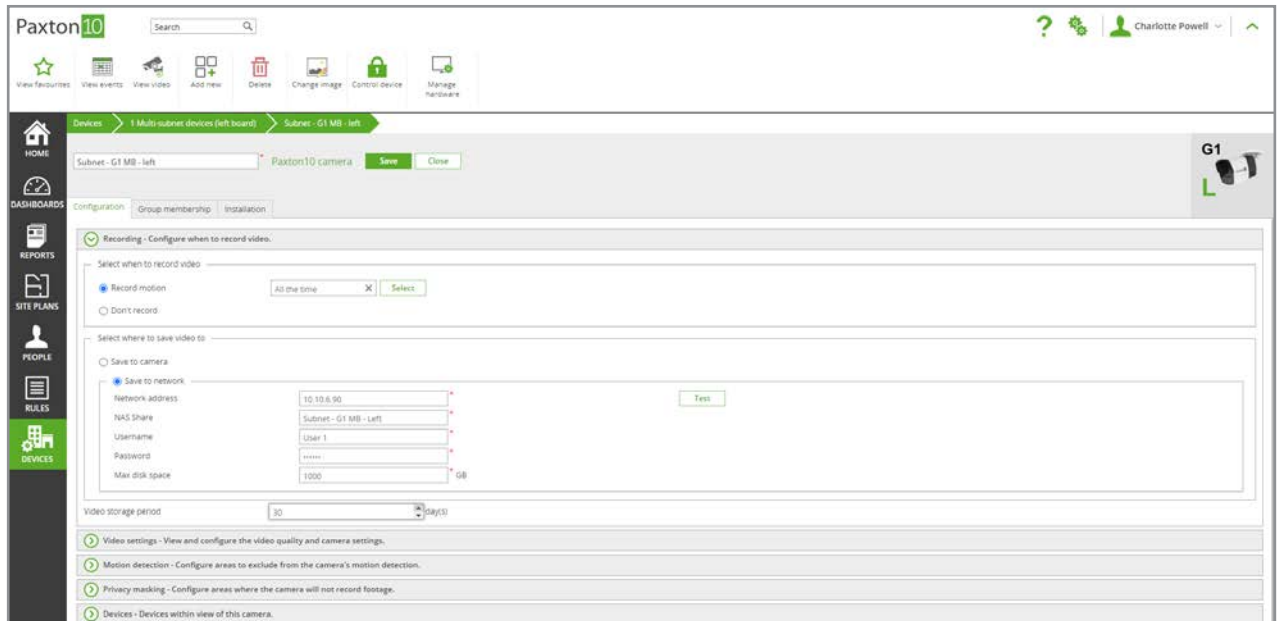 Paxton10
Search
Charlotte Powell
View favourites
View events
View video
Add new
Delete
Change image
Control device
Manage hardware
HOME
DASHBOARDS
REPORTS
SITE PLANS
PEOPLE
RULES
DEVICES
Devices
1 Multi-subnet devices (left board)
Subnet - G1 MB - left
Subnet - G1 MB - left * Paxton10 camera Save Close
G1
L
Configuration Group membership Installation
Recording - Configure when to record video.
Select when to record video
Record motion All the time X Select
Don't record
Select where to save video to
Save to camera
Save to network
Network address 10.10.6.90 * Test
NAS Share Subnet - G1 MB - Left *
Username User 1 *
Password •••••• *
Max disk space 1000 * GB
Video storage period 30 day(s)
Video settings - View and configure the video quality and camera settings.
Motion detection - Configure areas to exclude from the camera's motion detection.
Privacy masking - Configure areas where the camera will not record footage.
Devices - Devices within view of this camera.